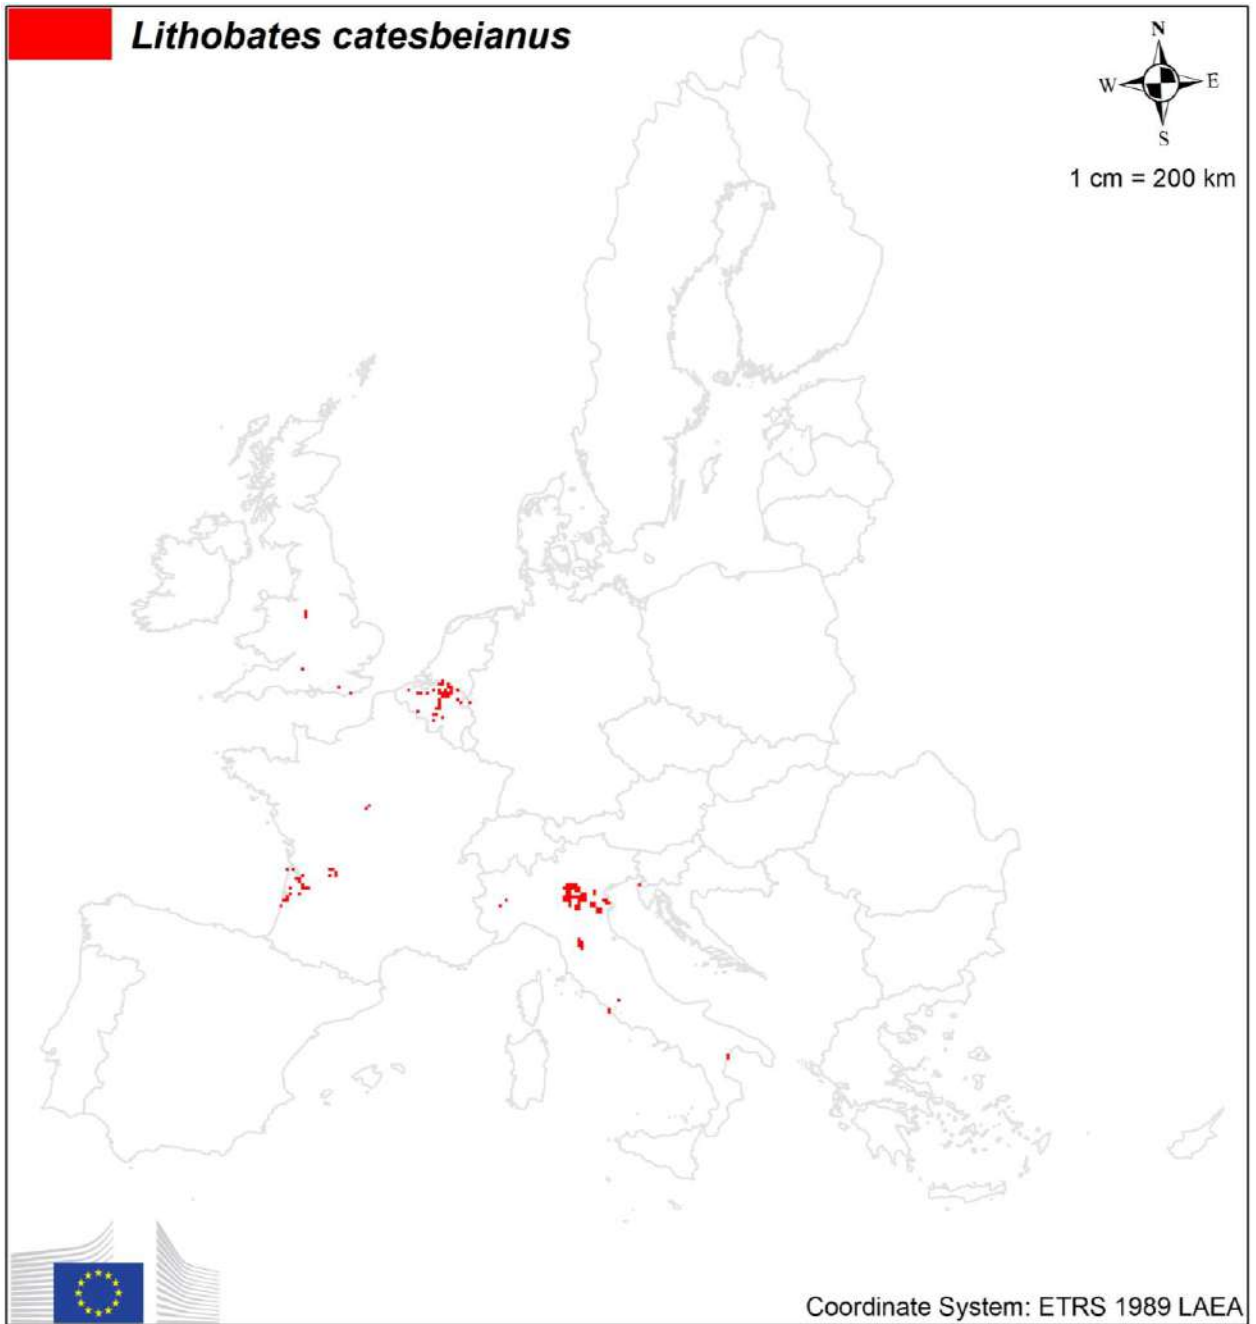 Lithobates catesbeianus
N
W E
S
1 cm = 200 km
Coordinate System: ETRS 1989 LAEA